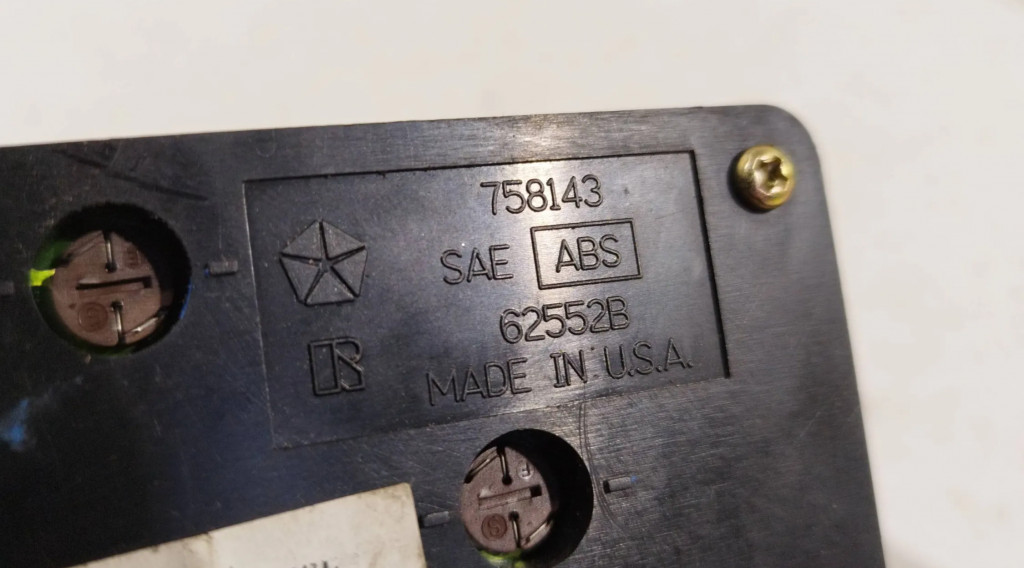 758143
SAE ABS
62552B
MADE IN U.S.A.